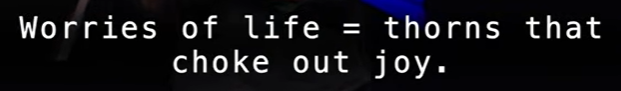 Worries of life = thorns that
choke out joy.